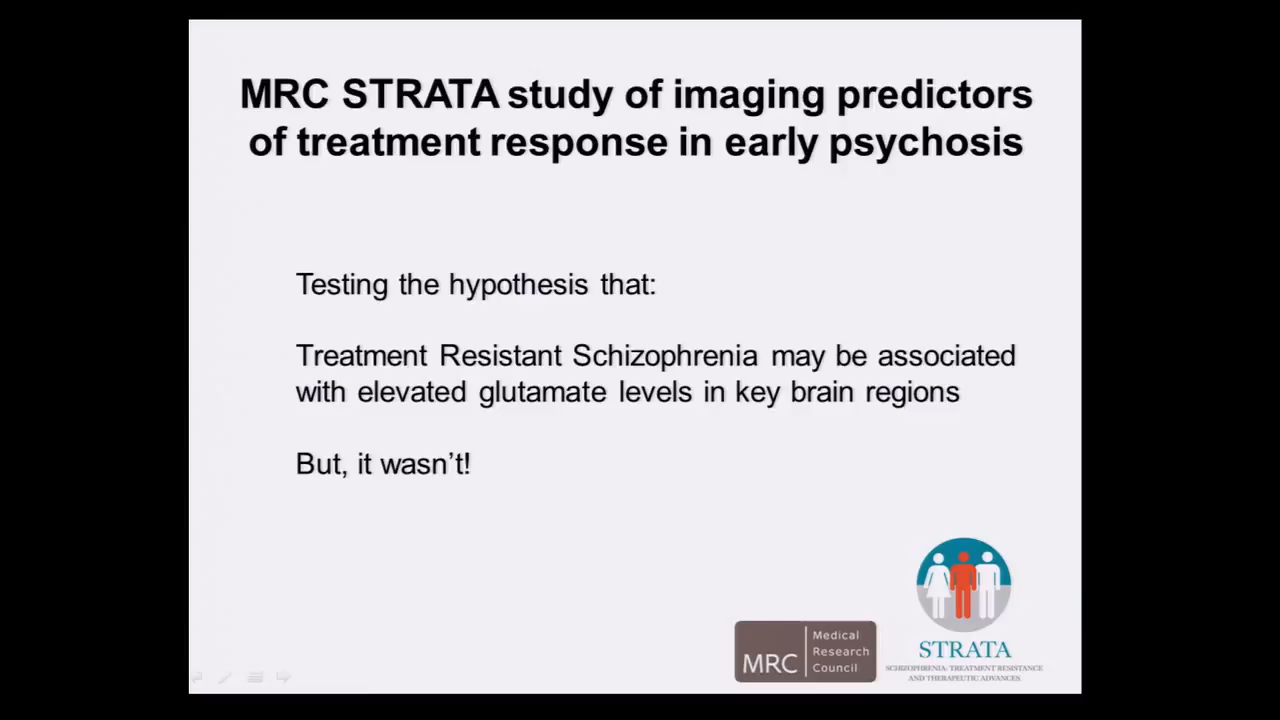 MRC STRATA study of imaging predictors
of treatment response in early psychosis
Testing the hypothesis that:
Treatment Resistant Schizophrenia may be associated
with elevated glutamate levels in key brain regions
But, it wasn’t!
MRC
Medical
Research
Council
STRATA
SCHIZOPHRENIA: TREATMENT RESISTANCE
AND THERAPEUTIC ADVANCES